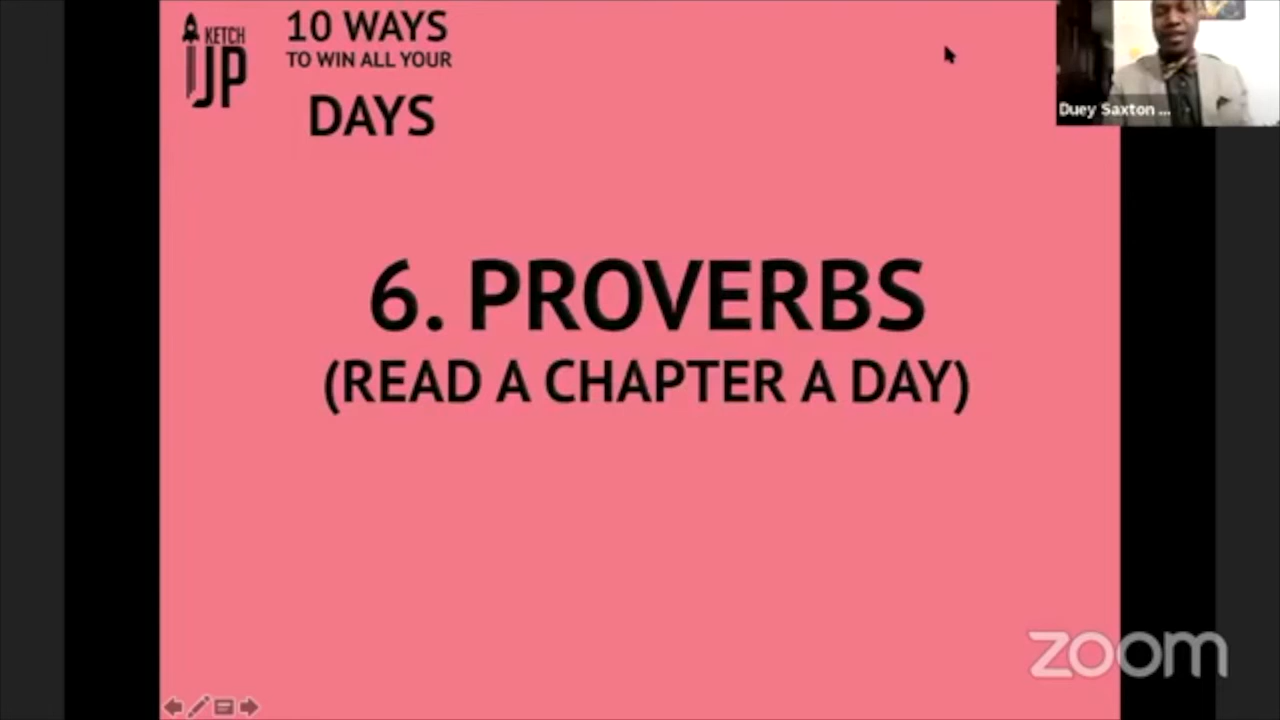 KETCH
UP
10 WAYS
TO WIN ALL YOUR
DAYS
Duey Saxton ...
6. PROVERBS
(READ A CHAPTER A DAY)
zoom